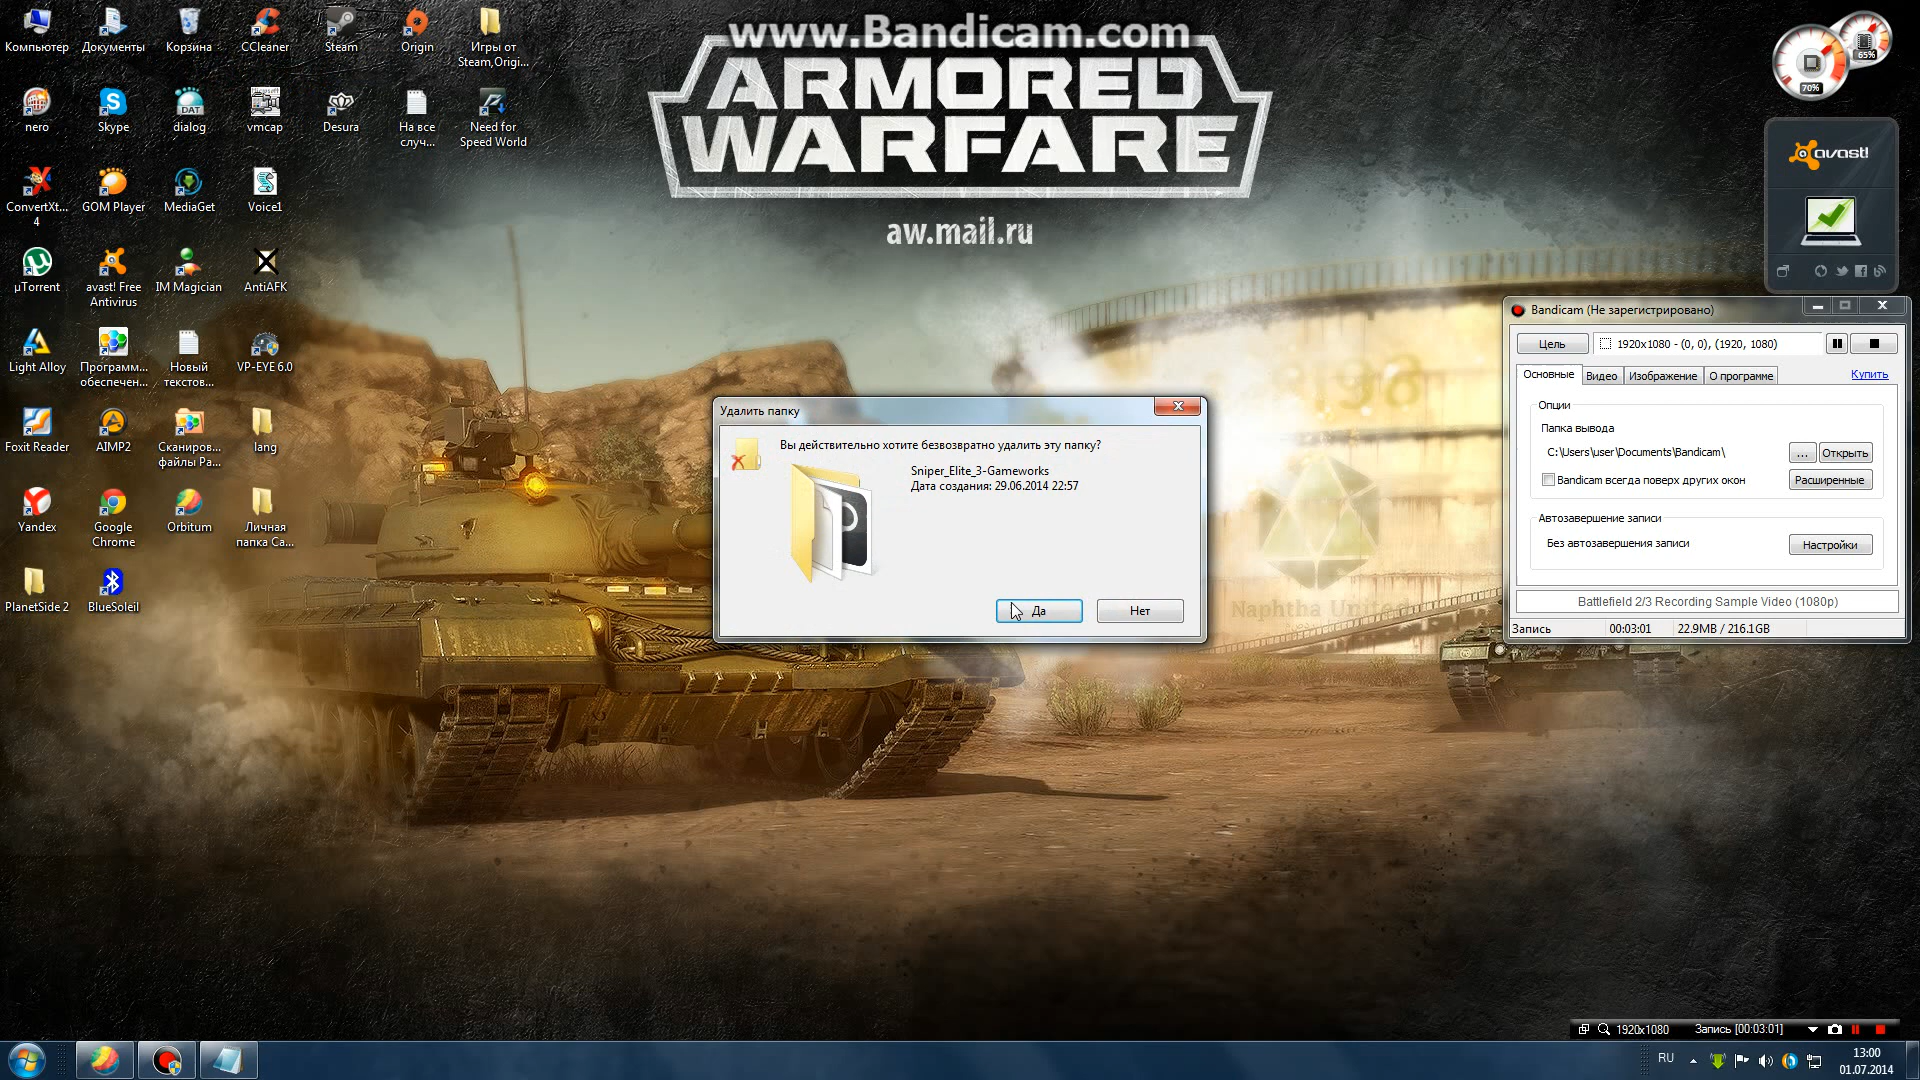 www.Bandicam.com
ARMORED
WARFARE
aw.mail.ru
Компьютер
Документы
Корзина
CCleaner
Steam
Origin
Игры от
Steam,Origi...
nero
Skype
DAT
dialog
vmcap
Desura
На все
случ...
Need for
Speed World
ConvertXt...
4
GOM Player
MediaGet
Voice1
µTorrent
avast! Free
Antivirus
IM Magician
AntiAFK
Light Alloy
Программ...
обеспечен...
Новый
текстов...
VP-EYE 6.0
Foxit Reader
AIMP2
Сканиров...
файлы Pa...
lang
Yandex
Google
Chrome
Orbitum
Личная
папка Са...
PlanetSide 2
BlueSoleil
65%
70%
avast!
Удалить папку
Вы действительно хотите безвозвратно удалить эту папку?
Sniper_Elite_3-Gameworks
Дата создания: 29.06.2014 22:57
Да
Нет
98
Naphtha United
Bandicam (Не зарегистрировано)
Цель
1920x1080 - (0, 0), (1920, 1080)
Основные
Видео
Изображение
О программе
Купить
Опции
Папка вывода
C:\Users\user\Documents\Bandicam\
...
Открыть
Bandicam всегда поверх других окон
Расширенные
Автозавершение записи
Без автозавершения записи
Настройки
Battlefield 2/3 Recording Sample Video (1080p)
Запись
00:03:01
22.9MB / 216.1GB
1920x1080
Запись [00:03:01]
RU
13:00
01.07.2014